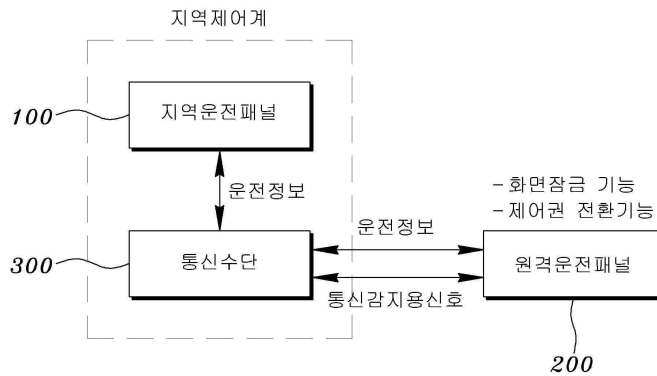 지역제어계
100
지역운전패널
운전정보
- 화면잠금 기능
- 제어권 전환기능
300
통신수단
운전정보
원격운전패널
통신감지용신호
200